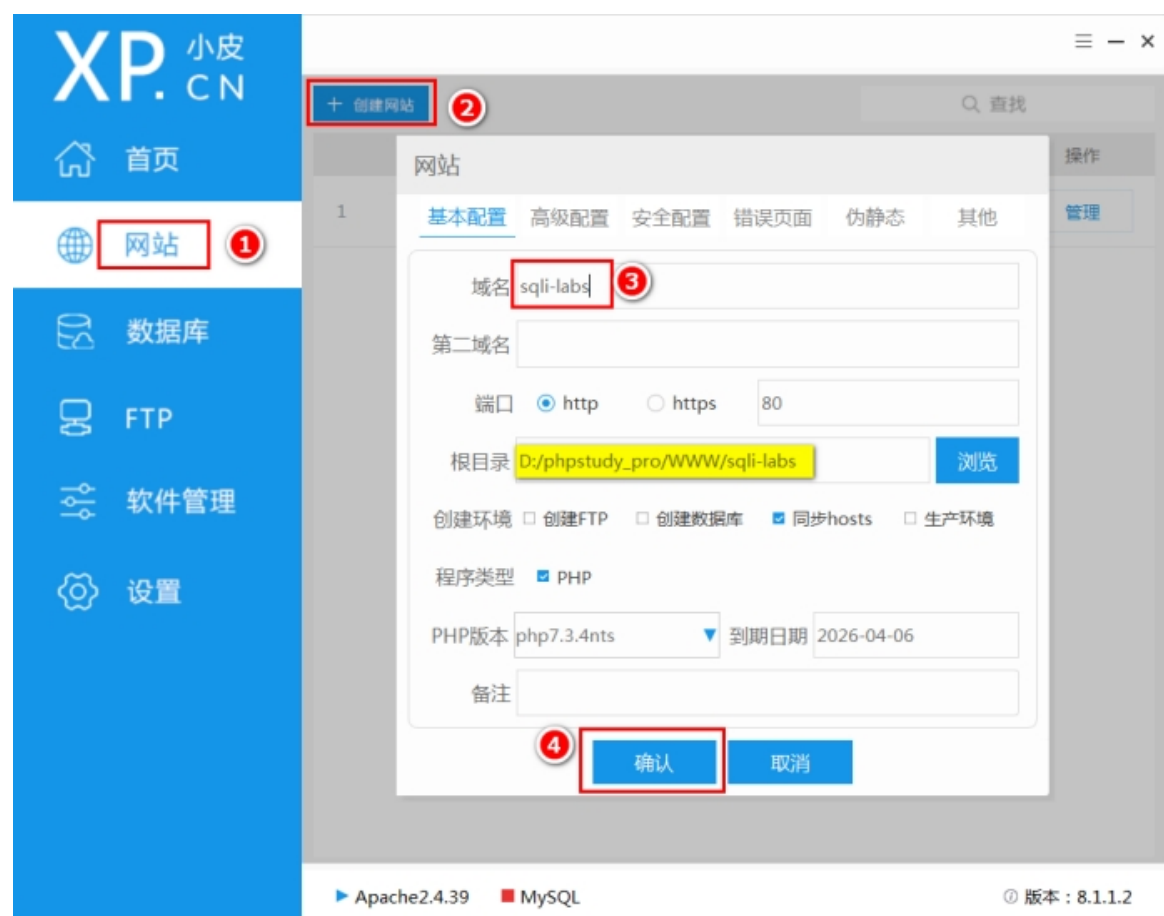 XP. 小皮
CN
首页
网站
1
数据库
FTP
软件管理
设置
+ 创建网站
2
查找
操作
1
管理
网站
基本配置 高级配置 安全配置 错误页面 伪静态 其他
域名 sqli-labs
3
第二域名
端口 http https 80
根目录 D:/phpstudy_pro/WWW/sqli-labs 浏览
创建环境 创建FTP 创建数据库 同步hosts 生产环境
程序类型 PHP
PHP版本 php7.3.4nts 到期日期 2026-04-06
备注
4
确认 取消
Apache2.4.39 MySQL 版本：8.1.1.2